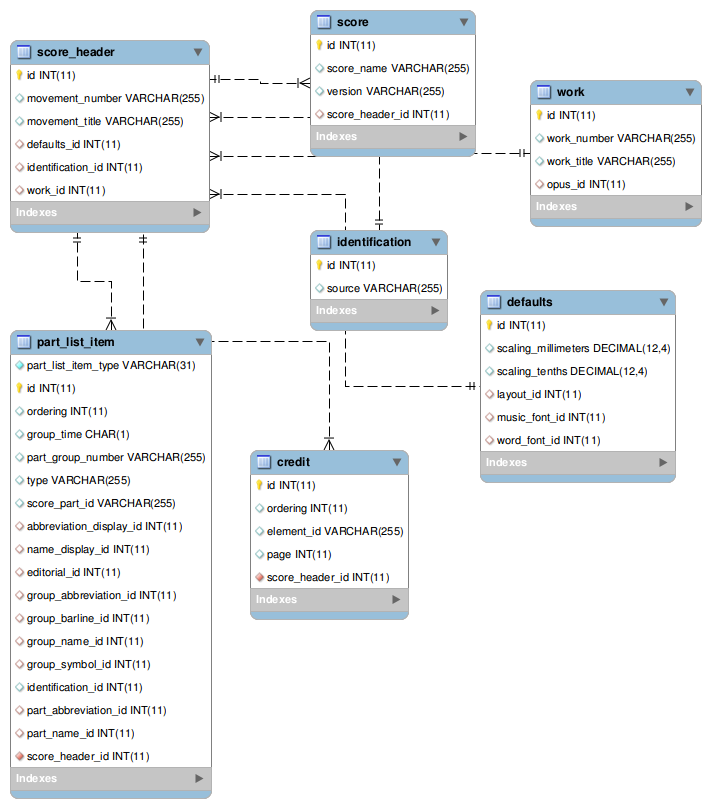 score_header
id INT(11)
movement_number VARCHAR(255)
movement_title VARCHAR(255)
defaults_id INT(11)
identification_id INT(11)
work_id INT(11)
Indexes
score
id INT(11)
score_name VARCHAR(255)
version VARCHAR(255)
score_header_id INT(11)
Indexes
work
id INT(11)
work_number VARCHAR(255)
work_title VARCHAR(255)
opus_id INT(11)
Indexes
identification
id INT(11)
source VARCHAR(255)
Indexes
defaults
id INT(11)
scaling_millimeters DECIMAL(12,4)
scaling_tenths DECIMAL(12,4)
layout_id INT(11)
music_font_id INT(11)
word_font_id INT(11)
Indexes
part_list_item
part_list_item_type VARCHAR(31)
id INT(11)
ordering INT(11)
group_time CHAR(1)
part_group_number VARCHAR(255)
type VARCHAR(255)
score_part_id VARCHAR(255)
abbreviation_display_id INT(11)
name_display_id INT(11)
editorial_id INT(11)
group_abbreviation_id INT(11)
group_barline_id INT(11)
group_name_id INT(11)
group_symbol_id INT(11)
identification_id INT(11)
part_abbreviation_id INT(11)
part_name_id INT(11)
score_header_id INT(11)
Indexes
credit
id INT(11)
ordering INT(11)
element_id VARCHAR(255)
page INT(11)
score_header_id INT(11)
Indexes